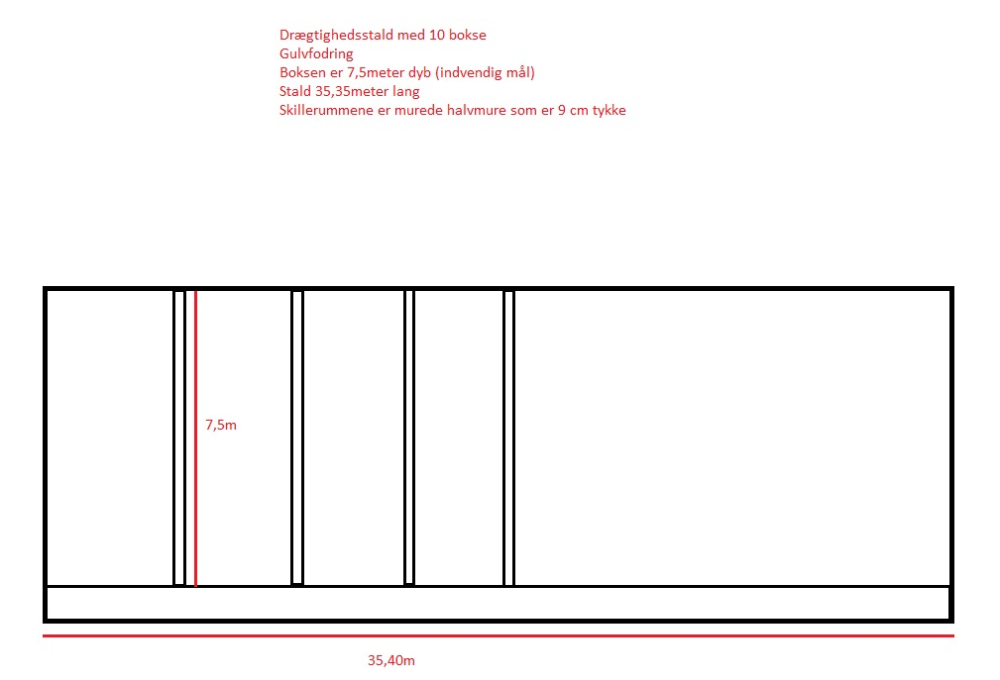 Drægtighedsstald med 10 bokse
Gulvfodring
Boksen er 7,5meter dyb (indvendig mål)
Stald 35,35meter lang
Skillerummene er murede halvmure som er 9 cm tykke
7,5m
35,40m